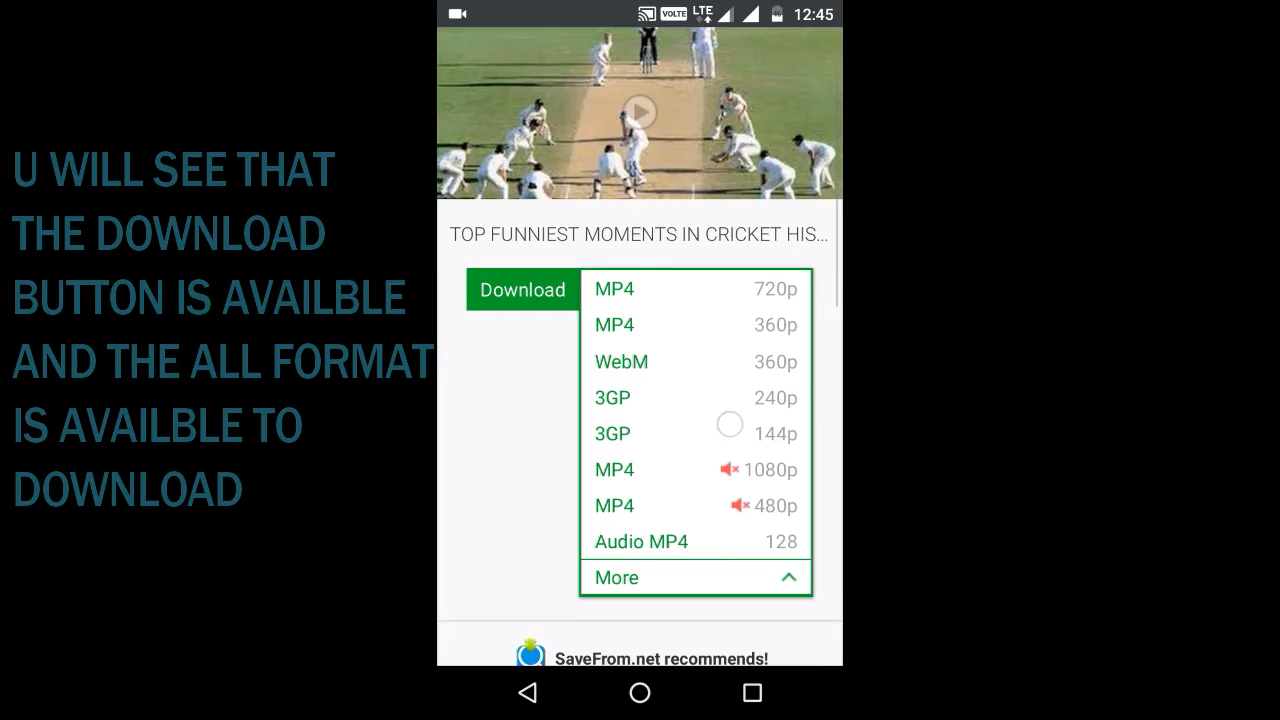 VOLTE LTE 12:45
U WILL SEE THAT
THE DOWNLOAD
BUTTON IS AVAILBLE
AND THE ALL FORMAT
IS AVAILBLE TO
DOWNLOAD
TOP FUNNIEST MOMENTS IN CRICKET HIS...
Download
MP4 720p
MP4 360p
WebM 360p
3GP 240p
3GP 144p
MP4 1080p
MP4 480p
Audio MP4 128
More
SaveFrom.net recommends!